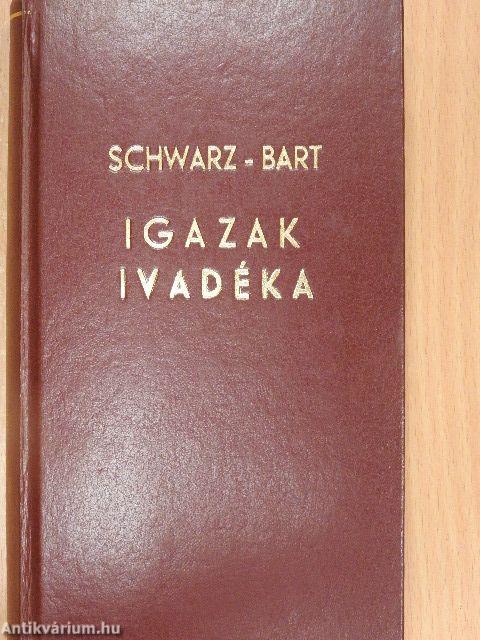 SCHWARZ - BART
IGAZAK
IVADÉKA
Antikvárium.hu